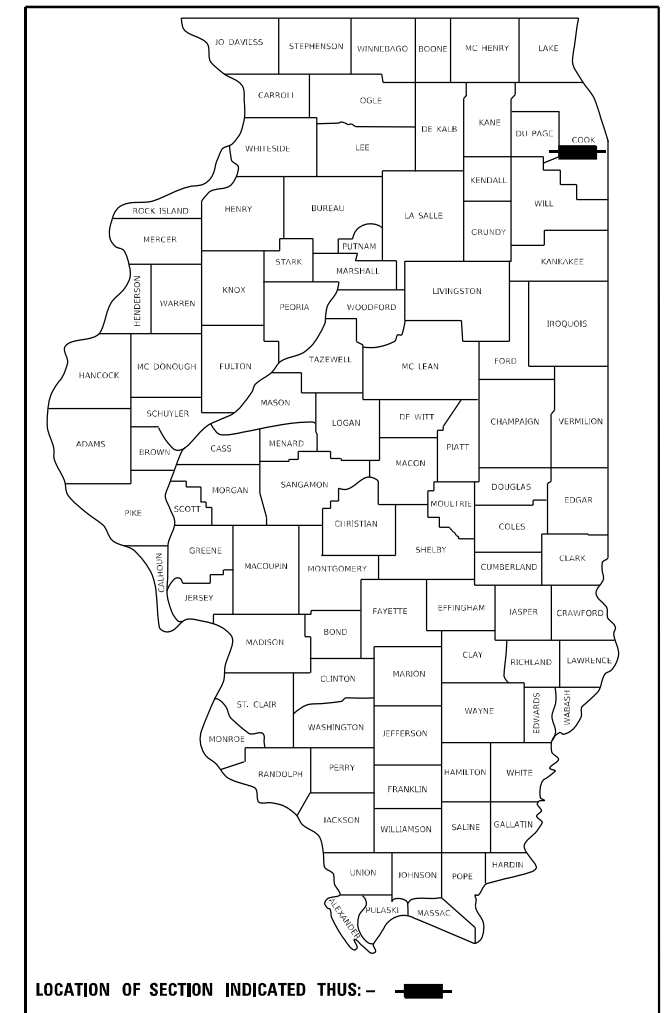 JO DAVIESS
STEPHENSON
WINNEBAGO
BOONE
MC HENRY
LAKE
CARROLL
OGLE
DE KALB
KANE
DU PAGE
COOK
WHITESIDE
LEE
KENDALL
WILL
ROCK ISLAND
HENRY
BUREAU
LA SALLE
GRUNDY
MERCER
PUTNAM
STARK
MARSHALL
KANKAKEE
HENDERSON
WARREN
KNOX
PEORIA
WOODFORD
LIVINGSTON
IROQUOIS
HANCOCK
MC DONOUGH
FULTON
TAZEWELL
MC LEAN
FORD
MASON
SCHUYLER
LOGAN
DE WITT
CHAMPAIGN
VERMILION
ADAMS
BROWN
CASS
MENARD
PIATT
MACON
MORGAN
SANGAMON
DOUGLAS
EDGAR
PIKE
SCOTT
CHRISTIAN
MOULTRIE
COLES
GREENE
MACOUPIN
MONTGOMERY
SHELBY
CUMBERLAND
CLARK
CALHOUN
JERSEY
FAYETTE
EFFINGHAM
JASPER
CRAWFORD
MADISON
BOND
CLAY
RICHLAND
LAWRENCE
CLINTON
MARION
ST. CLAIR
WAYNE
EDWARDS
WABASH
MONROE
WASHINGTON
JEFFERSON
RANDOLPH
PERRY
FRANKLIN
HAMILTON
WHITE
JACKSON
WILLIAMSON
SALINE
GALLATIN
UNION
JOHNSON
POPE
HARDIN
ALEXANDER
PULASKI
MASSAC
LOCATION OF SECTION INDICATED THUS: –